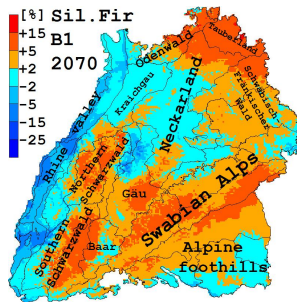 [%] Sil.Fir
B1
2070
+15
+5
+2
-2
-5
-15
-25
Odenwald
Tauberland
Kraichgau
Neckarland
Schwäbisch
Fränkischer
Wald
Rhine Valley
Northern
Schwarzwald
Gäu
Swabian Alps
Southern
Schwarzwald
Baar
Alpine
foothills